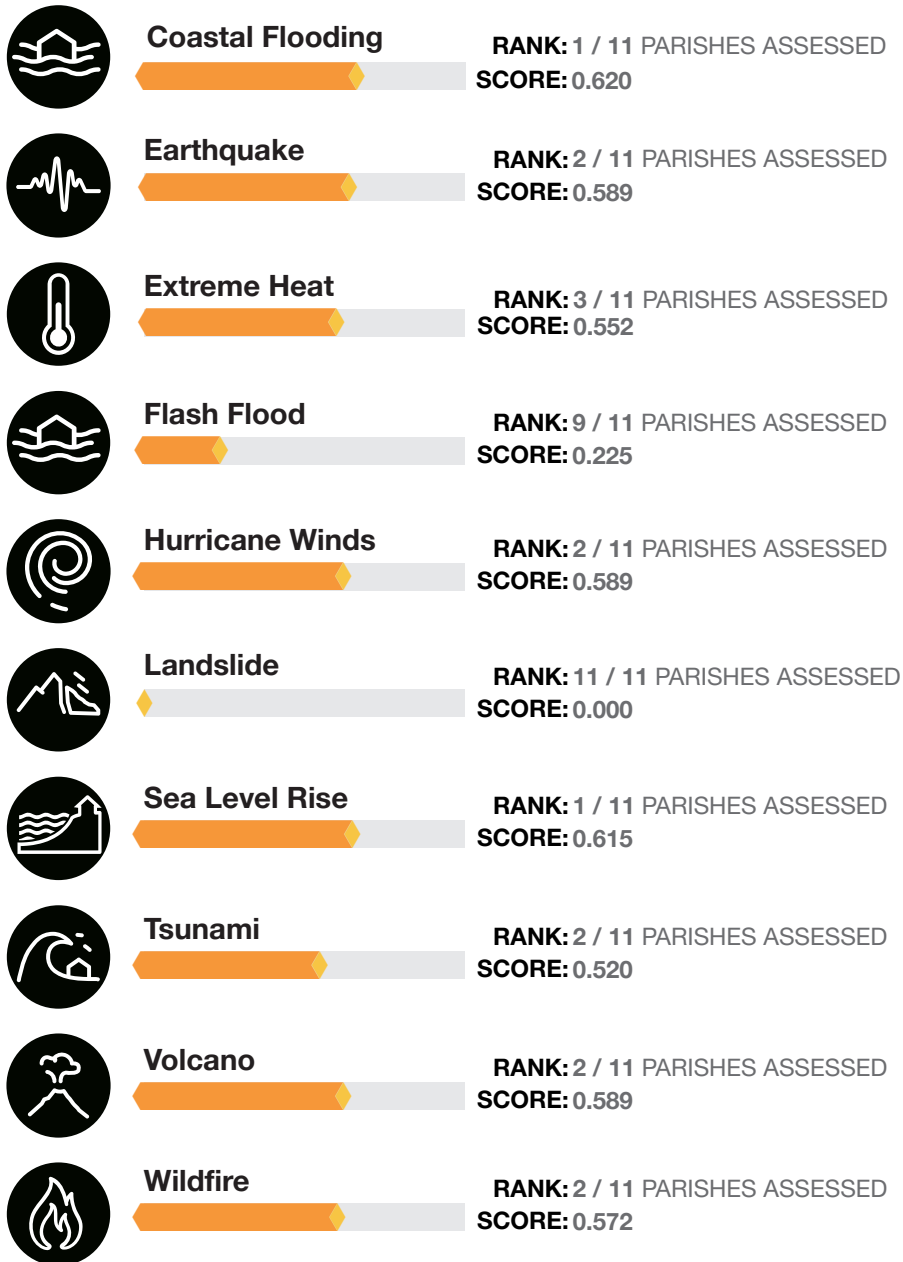 Coastal Flooding
RANK: 1 / 11 PARISHES ASSESSED
SCORE: 0.620
Earthquake
RANK: 2 / 11 PARISHES ASSESSED
SCORE: 0.589
Extreme Heat
RANK: 3 / 11 PARISHES ASSESSED
SCORE: 0.552
Flash Flood
RANK: 9 / 11 PARISHES ASSESSED
SCORE: 0.225
Hurricane Winds
RANK: 2 / 11 PARISHES ASSESSED
SCORE: 0.589
Landslide
RANK: 11 / 11 PARISHES ASSESSED
SCORE: 0.000
Sea Level Rise
RANK: 1 / 11 PARISHES ASSESSED
SCORE: 0.615
Tsunami
RANK: 2 / 11 PARISHES ASSESSED
SCORE: 0.520
Volcano
RANK: 2 / 11 PARISHES ASSESSED
SCORE: 0.589
Wildfire
RANK: 2 / 11 PARISHES ASSESSED
SCORE: 0.572